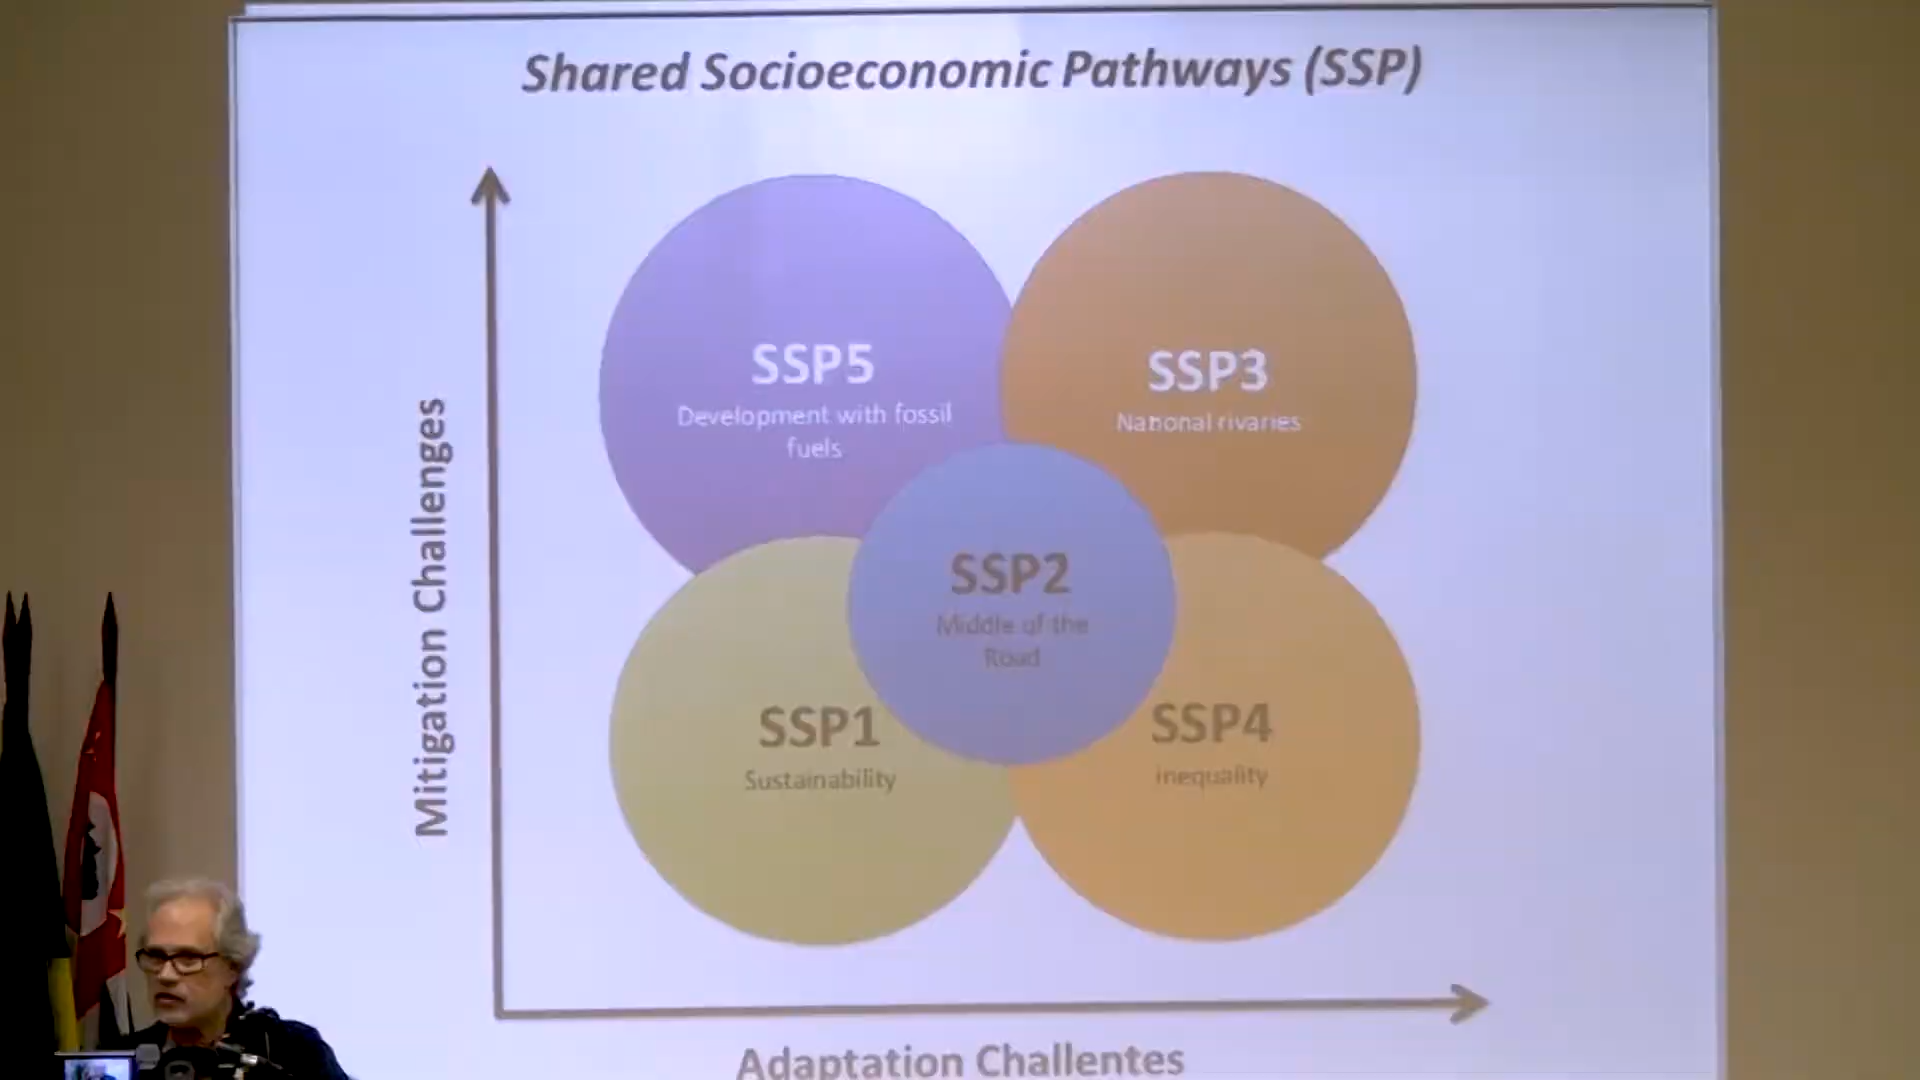 Shared Socioeconomic Pathways (SSP)
Mitigation Challenges
SSP5
Development with fossil
fuels
SSP3
National rivaries
SSP2
Middle of the
Road
SSP1
Sustainability
SSP4
inequality
Adaptation Challentes